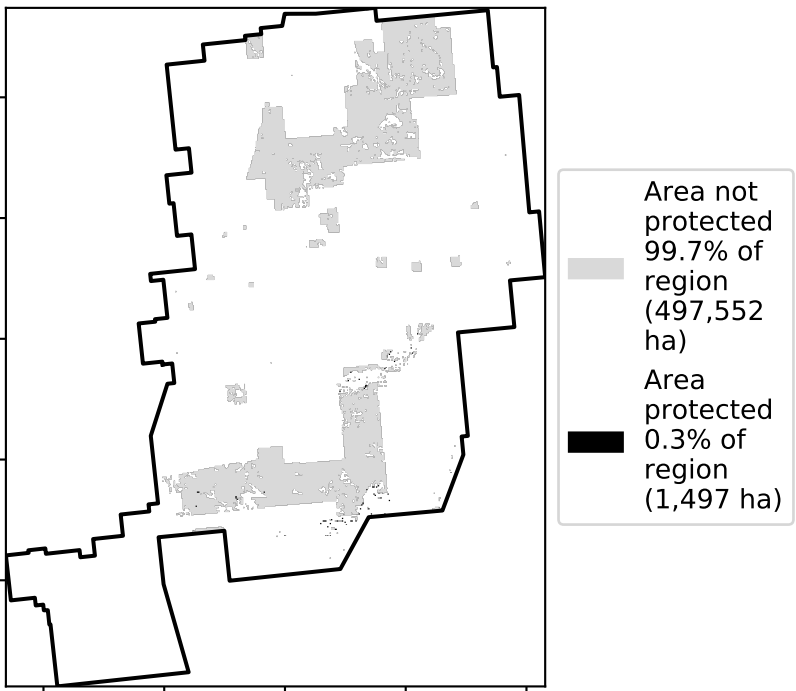 Area not
protected
99.7% of
region
(497,552
ha)
Area
protected
0.3% of
region
(1,497 ha)